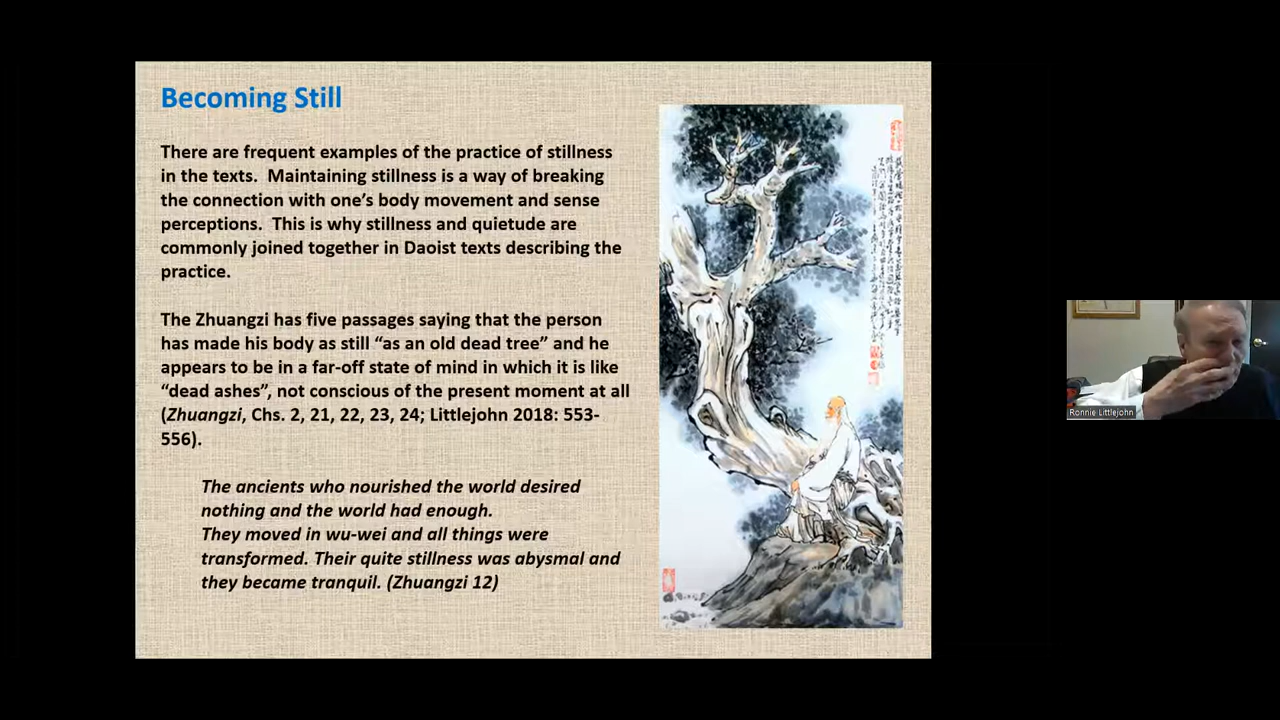 Becoming Still
There are frequent examples of the practice of stillness
in the texts.  Maintaining stillness is a way of breaking
the connection with one’s body movement and sense
perceptions.  This is why stillness and quietude are
commonly joined together in Daoist texts describing the
practice.
The Zhuangzi has five passages saying that the person
has made his body as still “as an old dead tree” and he
appears to be in a far-off state of mind in which it is like
“dead ashes”, not conscious of the present moment at all
(Zhuangzi, Chs. 2, 21, 22, 23, 24; Littlejohn 2018: 553-
556).
The ancients who nourished the world desired
nothing and the world had enough.
They moved in wu-wei and all things were
transformed. Their quite stillness was abysmal and
they became tranquil. (Zhuangzi 12)
Ronnie Littlejohn